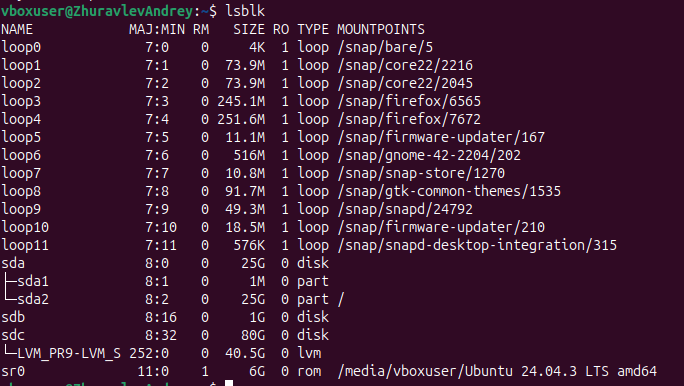 vboxuser@ZhuravlevAndrey:~$ lsblk
NAME MAJ:MIN RM SIZE RO TYPE MOUNTPOINTS
loop0 7:0 0 4K 1 loop /snap/bare/5
loop1 7:1 0 73.9M 1 loop /snap/core22/2216
loop2 7:2 0 73.9M 1 loop /snap/core22/2045
loop3 7:3 0 245.1M 1 loop /snap/firefox/6565
loop4 7:4 0 251.6M 1 loop /snap/firefox/7672
loop5 7:5 0 11.1M 1 loop /snap/firmware-updater/167
loop6 7:6 0 516M 1 loop /snap/gnome-42-2204/202
loop7 7:7 0 10.8M 1 loop /snap/snap-store/1270
loop8 7:8 0 91.7M 1 loop /snap/gtk-common-themes/1535
loop9 7:9 0 49.3M 1 loop /snap/snapd/24792
loop10 7:10 0 18.5M 1 loop /snap/firmware-updater/210
loop11 7:11 0 576K 1 loop /snap/snapd-desktop-integration/315
sda 8:0 0 25G 0 disk
├─sda1 8:1 0 1M 0 part
└─sda2 8:2 0 25G 0 part /
sdb 8:16 0 1G 0 disk
sdc 8:32 0 80G 0 disk
└─LVM_PR9-LVM_S 252:0 0 40.5G 0 lvm
sr0 11:0 1 6G 0 rom /media/vboxuser/Ubuntu 24.04.3 LTS amd64